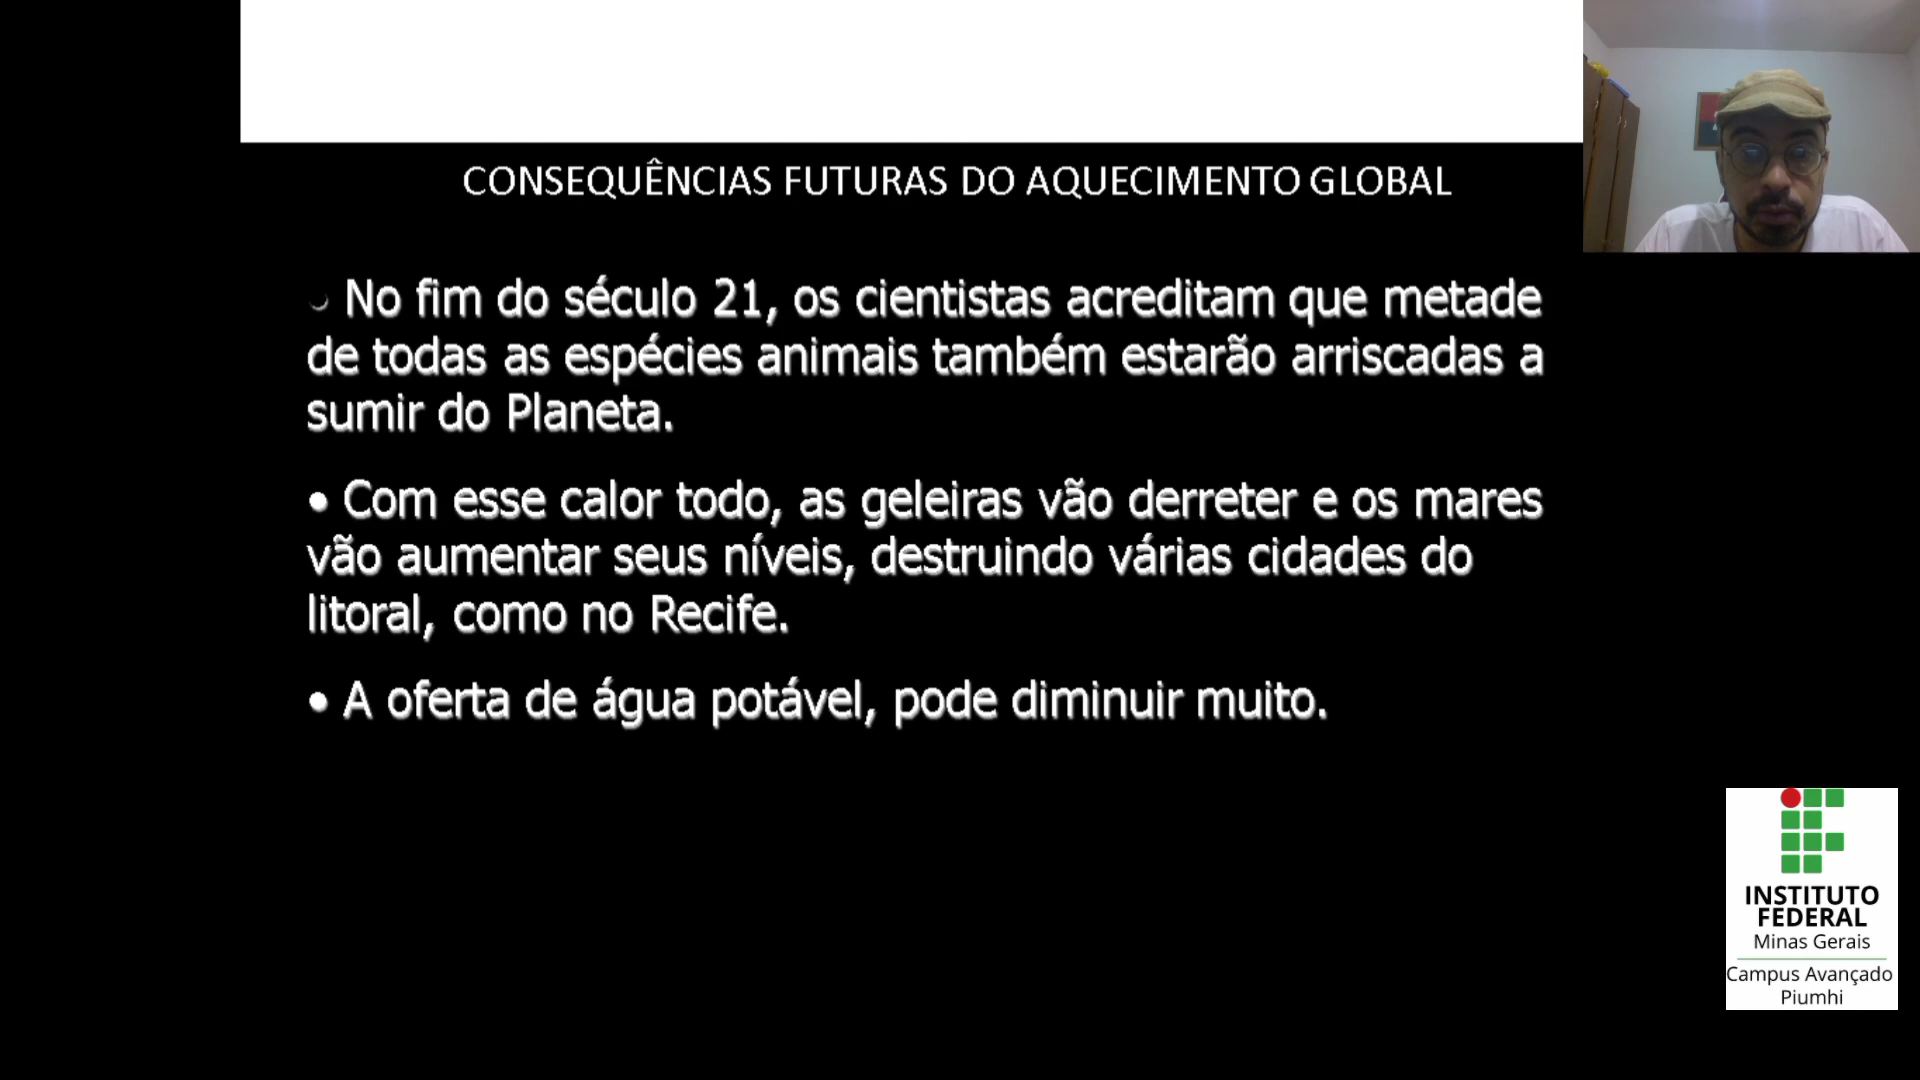 CONSEQUÊNCIAS FUTURAS DO AQUECIMENTO GLOBAL
No fim do século 21, os cientistas acreditam que metade
de todas as espécies animais também estarão arriscadas a
sumir do Planeta.
• Com esse calor todo, as geleiras vão derreter e os mares
vão aumentar seus níveis, destruindo várias cidades do
litoral, como no Recife.
• A oferta de água potável, pode diminuir muito.
INSTITUTO
FEDERAL
Minas Gerais
Campus Avançado
Piumhi